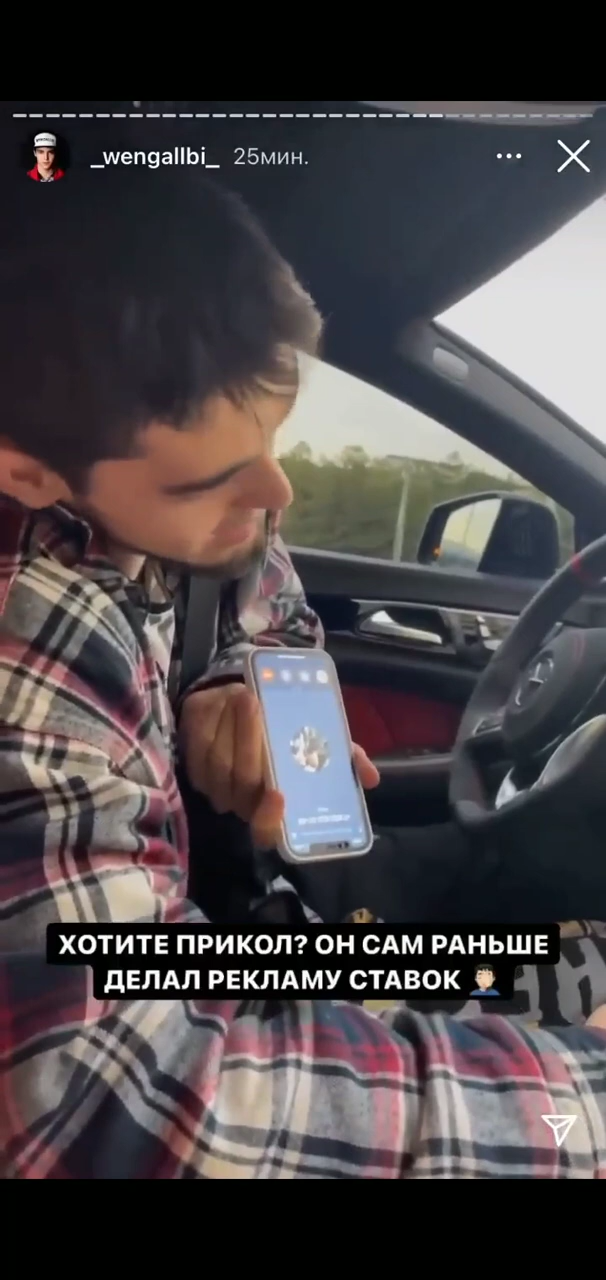 _wengallbi_ 25мин.
ХОТИТЕ ПРИКОЛ? ОН САМ РАНЬШЕ
ДЕЛАЛ РЕКЛАМУ СТАВОК 🤦🏻‍♂️